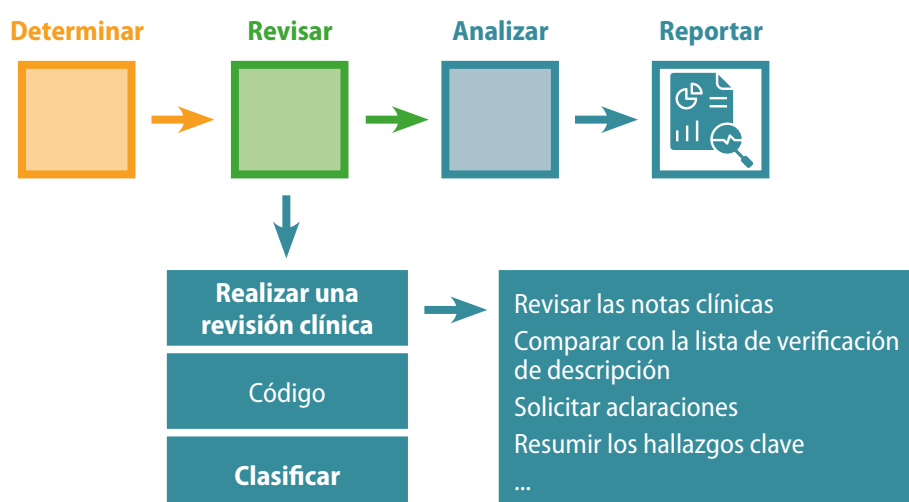 Determinar
Revisar
Analizar
Reportar
Realizar una
revisión clínica
Código
Clasificar
Revisar las notas clínicas
Comparar con la lista de verificación
de descripción
Solicitar aclaraciones
Resumir los hallazgos clave
...